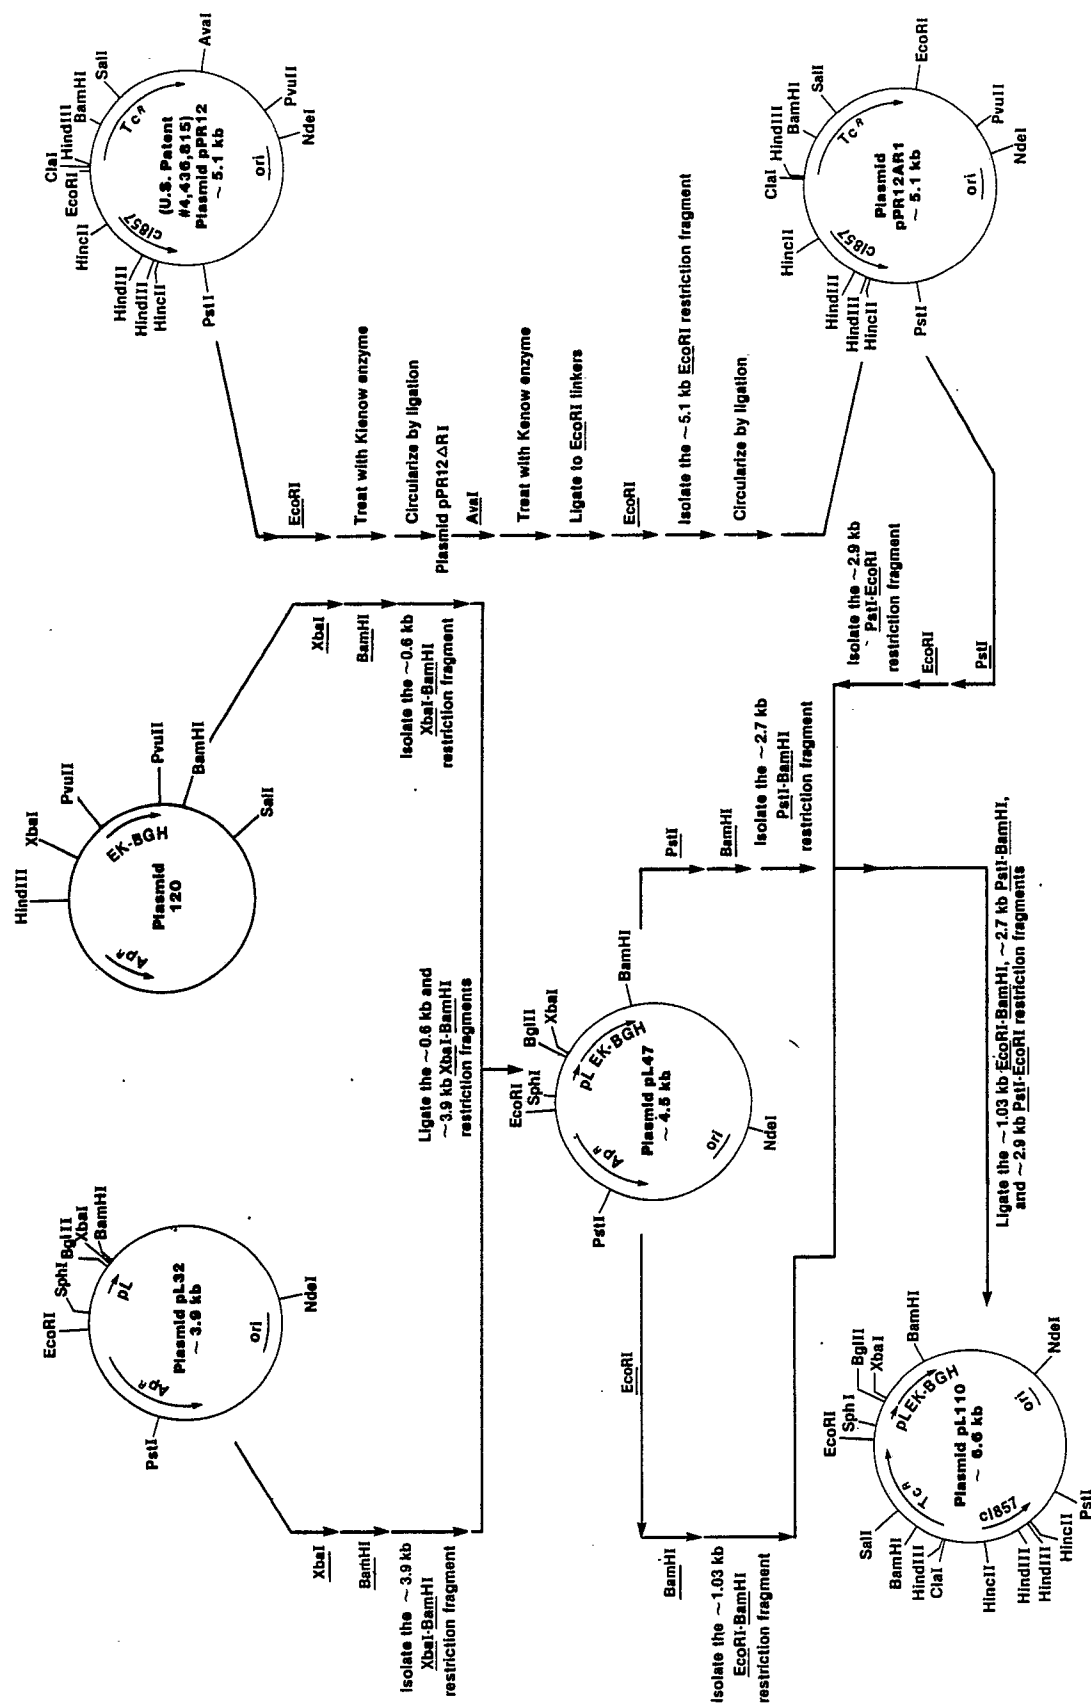 EcoRI
SphI
BglII
XbaI
BamHI
pL
ApR
Plasmid pL32
~ 3.9 kb
ori
NdeI
PstI
HindIII
XbaI
PvuII
PvuII
BamHI
SalI
EK-BGH
ApR
Plasmid
120
ClaI
EcoRI
HindIII
BamHI
SalI
AvaI
PvuII
NdeI
HincII
HindIII
HindIII
HincII
PstI
TcR
cI857
(U.S. Patent
#4,436,815)
Plasmid pPR12
~ 5.1 kb
ori
XbaI
BamHI
Isolate the ~ 3.9 kb
XbaI-BamHI
restriction fragment
XbaI
BamHI
Isolate the ~0.6 kb
XbaI-BamHI
restriction fragment
Ligate the ~0.6 kb and
~ 3.9 kb XbaI-BamHI
restriction fragments
EcoRI
Treat with Klenow enzyme
Circularize by ligation
Plasmid pPR12△RI
AvaI
Treat with Kenow enzyme
Ligate to EcoRI linkers
EcoRI
Isolate the ~ 5.1 kb EcoRI restriction fragment
Circularize by ligation
EcoRI
SphI
BglII
XbaI
BamHI
pL EK-BGH
ApR
Plasmid pL47
~ 4.5 kb
ori
NdeI
PstI
EcoRI
BamHI
Isolate the ~ 1.03 kb
EcoRI-BamHI
restriction fragment
PstI
BamHI
Isolate the ~ 2.7 kb
PstI-BamHI
restriction fragment
ClaI
HindIII
BamHI
SalI
EcoRI
PvuII
NdeI
HincII
HindIII
HindIII
HincII
PstI
TcR
cI857
Plasmid
pPR12AR1
~ 5.1 kb
ori
PstI
EcoRI
Isolate the ~ 2.9 kb
PstI-EcoRI
restriction fragment
Ligate the ~ 1.03 kb EcoRI-BamHI, ~ 2.7 kb PstI-BamHI,
and ~ 2.9 kb PstI-EcoRI restriction fragments
EcoRI
Sph I
BglII
XbaI
BamHI
pLEK-BGH
TcR
Plasmid pL110
~ 6.6 kb
ori
cI857
NdeI
SalI
BamHI
HindIII
ClaI
HincII
HindIII
HindIII
HincII
PstI